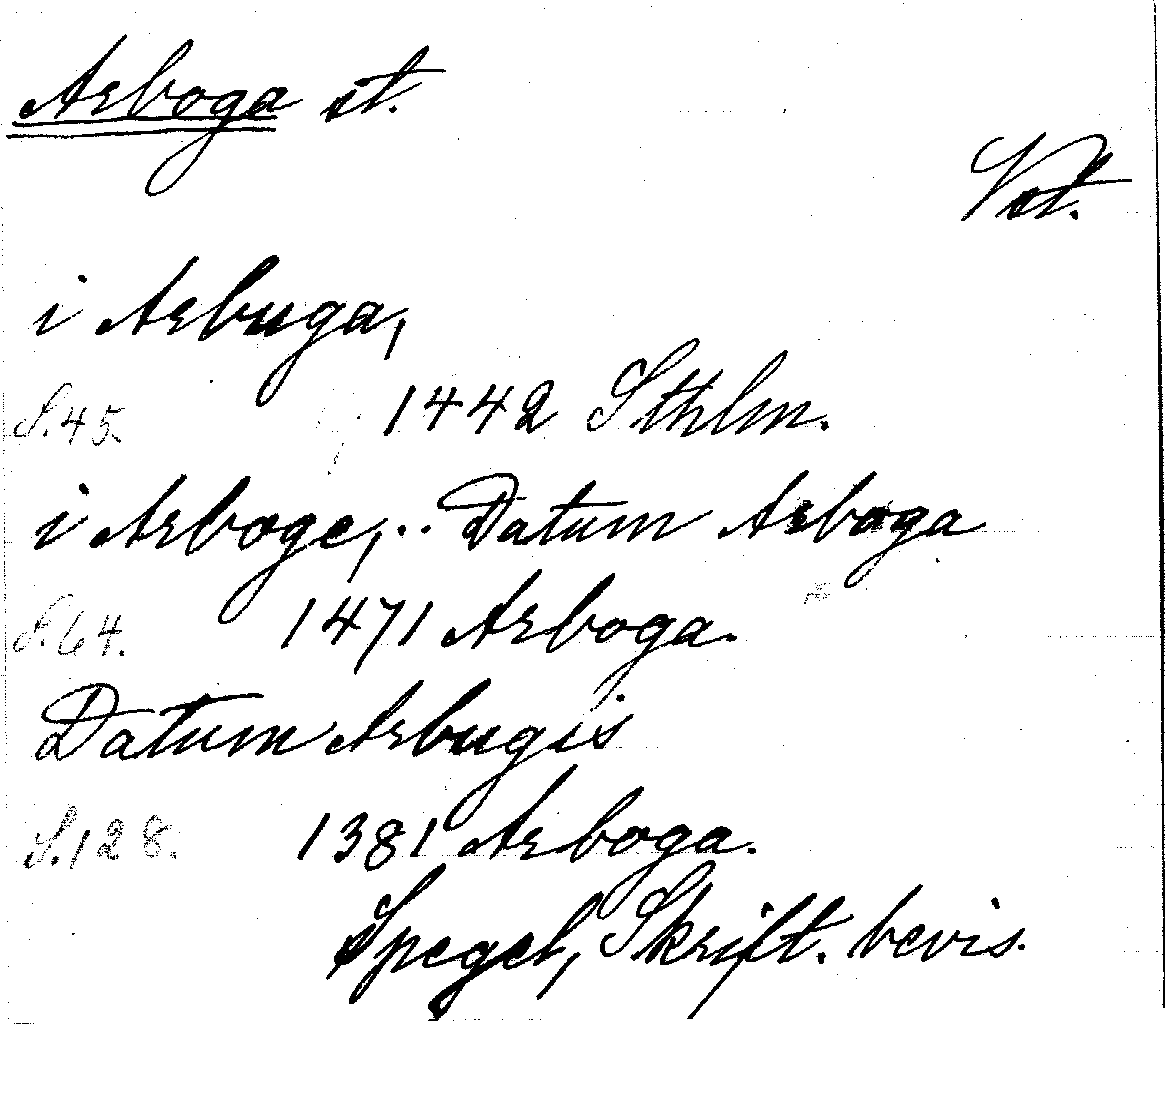 Arboga st.
Vst.
i Arbuga,
S. 45. 1442 Sthlm.
i Arboge,.. Datum Arboga
S. 64. 1471 Arboga.
Datum Arbugis
S. 128. 1381 Arboga.
Spegel, Skrift. bevis.